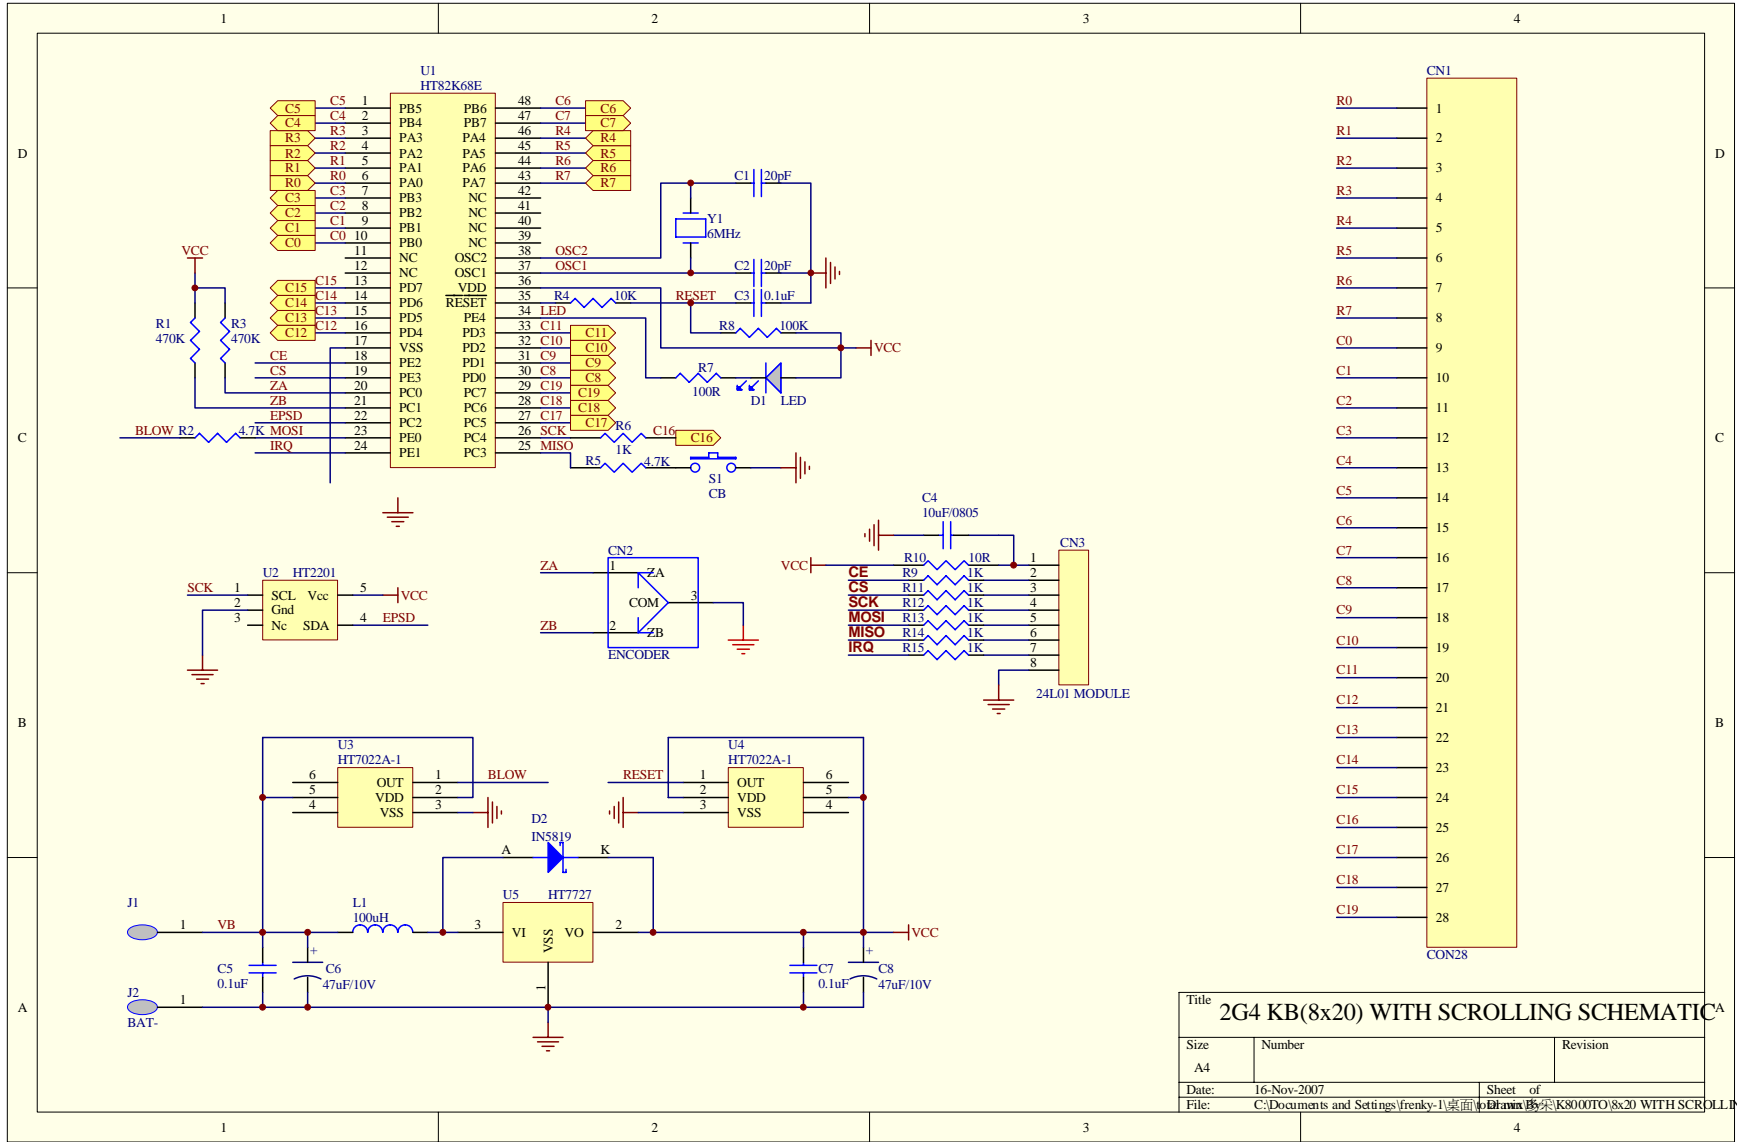 1 2 3 4
D
C
B
A
D
C
B
A
1 2 3 4
U1
HT82K68E
C5 C5 1 PB5 PB6 48 C6 C6
C4 C4 2 PB4 PB7 47 C7 C7
R3 R3 3 PA3 PA4 46 R4 R4
R2 R2 4 PA2 PA5 45 R5 R5
R1 R1 5 PA1 PA6 44 R6 R6
R0 R0 6 PA0 PA7 43 R7 R7
C3 C3 7 PB3 NC 42
C2 C2 8 PB2 NC 41
C1 C1 9 PB1 NC 40
C0 C0 10 PB0 NC 39
11 NC OSC2 38 OSC2
12 NC OSC1 37 OSC1
C15 C15 13 PD7 VDD 36
C14 C14 14 PD6 RESET 35 R4 10K RESET
C13 C13 15 PD5 PE4 34 LED
C12 C12 16 PD4 PD3 33 C11 C11
17 VSS PD2 32 C10 C10
CE 18 PE2 PD1 31 C9 C9
CS 19 PE3 PD0 30 C8 C8
ZA 20 PC0 PC7 29 C19 C19
ZB 21 PC1 PC6 28 C18 C18
EPSD 22 PC2 PC5 27 C17 C17
BLOW R2 4.7K MOSI 23 PE0 PC4 26 SCK R6 1K C16 C16
IRQ 24 PE1 PC3 25 MISO R5 4.7K
S1
CB
VCC
R1
470K
R3
470K
C1 20pF
Y1
6MHz
C2 20pF
C3 0.1uF
R8 100K
VCC
R7
100R
D1 LED
U2 HT2201
SCK 1 SCL Vcc 5 VCC
2 Gnd
3 Nc SDA 4 EPSD
CN2
ZA 1 ZA
COM 3
ZB 2 ZB
ENCODER
C4
10uF/0805
CN3
VCC R10 10R 1
CE R9 1K 2
CS R11 1K 3
SCK R12 1K 4
MOSI R13 1K 5
MISO R14 1K 6
IRQ R15 1K 7
8
24L01 MODULE
U3
HT7022A-1
6 OUT 1 BLOW
5 VDD 2
4 VSS 3
U4
HT7022A-1
RESET 1 OUT 6
2 VDD 5
3 VSS 4
D2
IN5819
A K
U5 HT7727
3 VI VSS VO 2
1
J1
1 VB
L1
100uH
VCC
C5
0.1uF
+
C6
47uF/10V
C7
0.1uF
+
C8
47uF/10V
J2
1
BAT-
CN1
R0 1
R1 2
R2 3
R3 4
R4 5
R5 6
R6 7
R7 8
C0 9
C1 10
C2 11
C3 12
C4 13
C5 14
C6 15
C7 16
C8 17
C9 18
C10 19
C11 20
C12 21
C13 22
C14 23
C15 24
C16 25
C17 26
C18 27
C19 28
CON28
Title
2G4 KB(8x20) WITH SCROLLING SCHEMATIC
Size Number Revision
A4
Date: 16-Nov-2007 Sheet of
File: C:\Documents and Settings\frenky-1\桌面\ \K8000TO\8x20 WITH